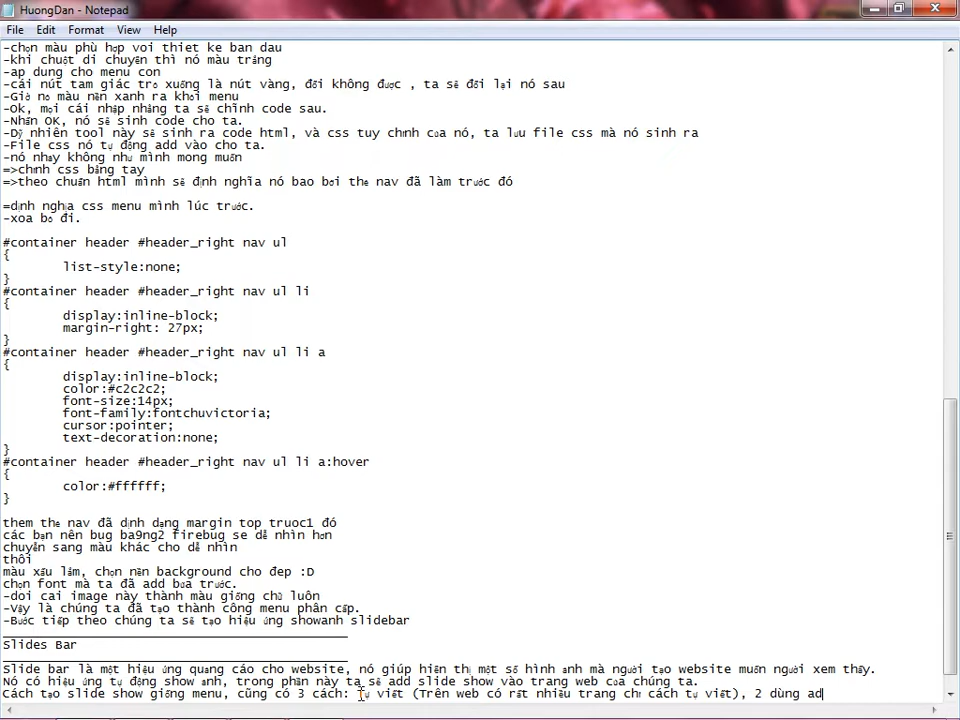 HuongDan - Notepad
File Edit Format View Help
-chọn màu phù hợp voi thiet ke ban dau
-khi chuột di chuyển thì nó màu trắng
-ap dung cho menu con
-cái nút tam giác trỏ xuống là nút vàng, đổi không được , ta sẽ đổi lại nó sau
-Giờ nó màu nền xanh ra khỏi menu
-Ok, mọi cái nhập nhằng ta sẽ chĩnh code sau.
-Nhấn OK, nó sẽ sinh code cho ta.
-Dỹ nhiên tool này sẽ sinh ra code html, và css tuy chỉnh của nó, ta lưu file css mà nó sinh ra
-File css nó tự động add vào cho ta.
-nó nhảy không như mình mong muốn
=>chỉnh css bằng tay
=>theo chuẩn html mình sẽ định nghĩa nó bao bởi thẻ nav đã làm trước đó
=định nghịa css menu mình lúc trước.
-xoa bỏ đi.
#container header #header_right nav ul
{
list-style:none;
}
#container header #header_right nav ul li
{
display:inline-block;
margin-right: 27px;
}
#container header #header_right nav ul li a
{
display:inline-block;
color:#c2c2c2;
font-size:14px;
font-family:fontchuvictoria;
cursor:pointer;
text-decoration:none;
}
#container header #header_right nav ul li a:hover
{
color:#ffffff;
}
them thẻ nav đã định dạng margin top truoc1 đó
các bạn nên bug ba9ng2 firebug se dễ nhìn hơn
chuyển sang màu khác cho dễ nhìn
thôi
màu xấu lắm, chọn nền background cho đep :D
chọn font mà ta đã add bữa trước.
-doi cai image này thành màu giống chữ luôn
-Vậy là chúng ta đã tạo thành công menu phân cấp.
-Bước tiếp theo chúng ta sẽ tạo hiệu ứng showanh slidebar
Slides Bar
Slide bar là một hiệu ứng quảng cáo cho website, nó giúp hiện thị một số hình ảnh mà người tạo website muốn người xem thấy.
Nó có hiệu ứng tự động show ảnh, trong phần này ta sẽ add slide show vào trang web của chúng ta.
Cách tạo slide show giống menu, cũng có 3 cách: tự viết (Trên web có rất nhiều trang chỉ cách tự viết), 2 dùng ad